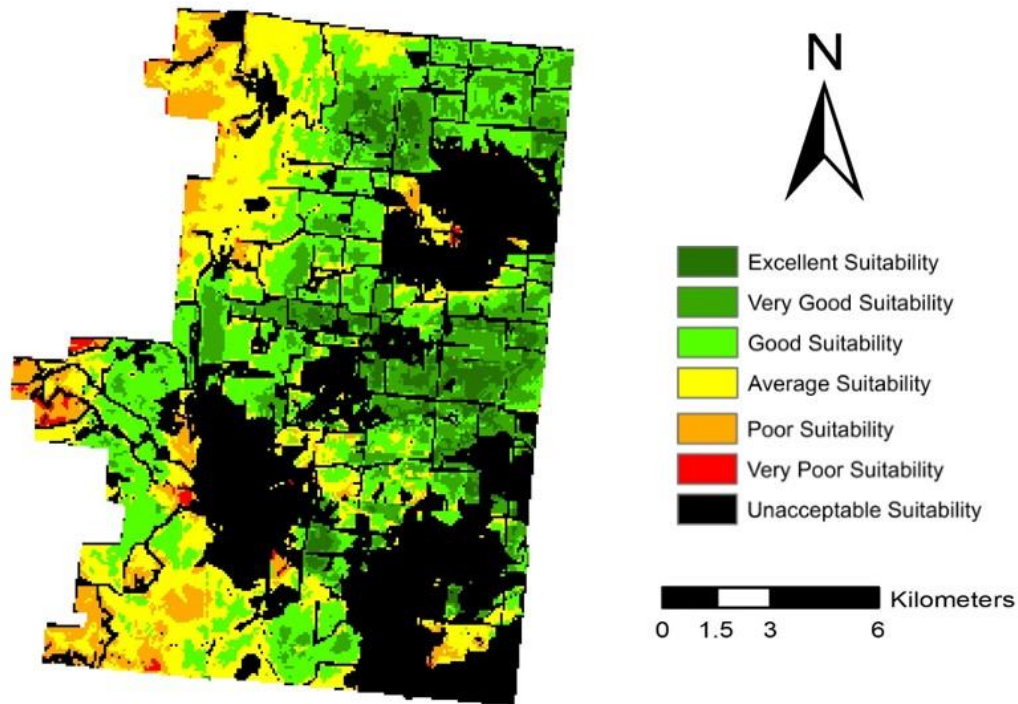 N
Excellent Suitability
Very Good Suitability
Good Suitability
Average Suitability
Poor Suitability
Very Poor Suitability
Unacceptable Suitability
Kilometers
0 1.5 3 6